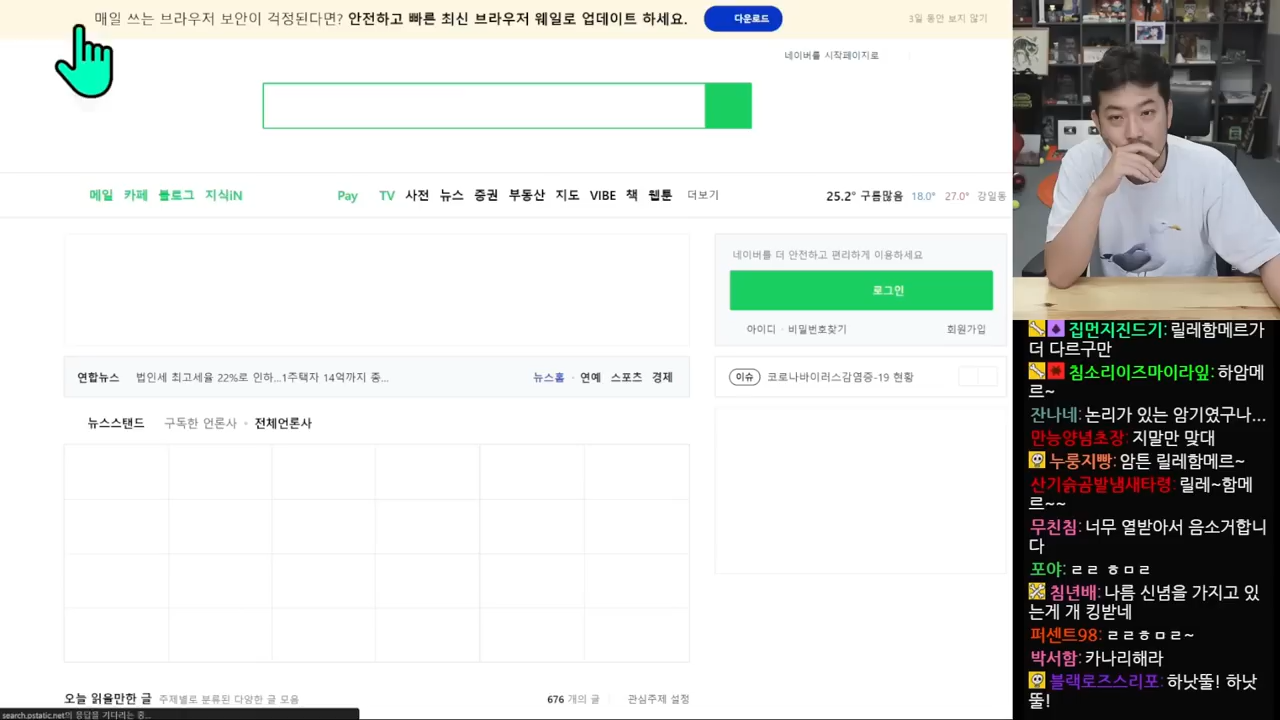 매일 쓰는 브라우저 보안이 걱정된다면? 안전하고 빠른 최신 브라우저 웨일로 업데이트 하세요. 다운로드 3일 동안 보지 않기
네이버를 시작페이지로
메일 카페 블로그 지식iN Pay TV 사전 뉴스 증권 부동산 지도 VIBE 책 웹툰 더보기 25.2° 구름많음 18.0° 27.0° 강일동
네이버를 더 안전하고 편리하게 이용하세요
로그인
아이디 · 비밀번호찾기 회원가입
연합뉴스 법인세 최고세율 22%로 인하...1주택자 14억까지 종... 뉴스홈 · 연예 스포츠 경제
이슈 코로나바이러스감염증-19 현황
뉴스스탠드 구독한 언론사 • 전체언론사
오늘 읽을만한 글 주제별로 분류된 다양한 글 모음 676 개의 글 관심주제 설정
search.pstatic.net의 응답을 기다리는 중...
집먼지진드기: 릴레함메르가
더 다르구만
침소리이즈마이라잎: 하암메
르~
잔나네: 논리가 있는 암기였구나...
만능양념초장: 지말만 맞대
누룽지빵: 암튼 릴레함메르~
산기슭곰발냄새타령: 릴레~함메
르~~
무친침: 너무 열받아서 음소거합니
다
포야: ㄹㄹ ㅎㅁㄹ
침년배: 나름 신념을 가지고 있
는게 개 킹받네
퍼센트98: ㄹㄹㅎㅁㄹ~
박서함: 카나리해라
블랙로즈스리포: 하낫뚤! 하낫
뚤!